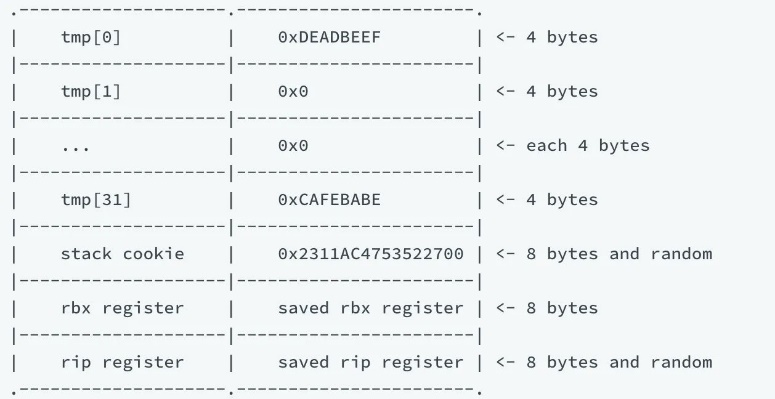 .-------------------.----------------------.
| tmp[0] | 0xDEADBEEF | <- 4 bytes
|-------------------|----------------------|
| tmp[1] | 0x0 | <- 4 bytes
|-------------------|----------------------|
| ... | 0x0 | <- each 4 bytes
|-------------------|----------------------|
| tmp[31] | 0xCAFEBABE | <- 4 bytes
|-------------------|----------------------|
| stack cookie | 0x2311AC4753522700 | <- 8 bytes and random
|-------------------|----------------------|
| rbx register | saved rbx register | <- 8 bytes
|-------------------|----------------------|
| rip register | saved rip register | <- 8 bytes and random
.-------------------.----------------------.